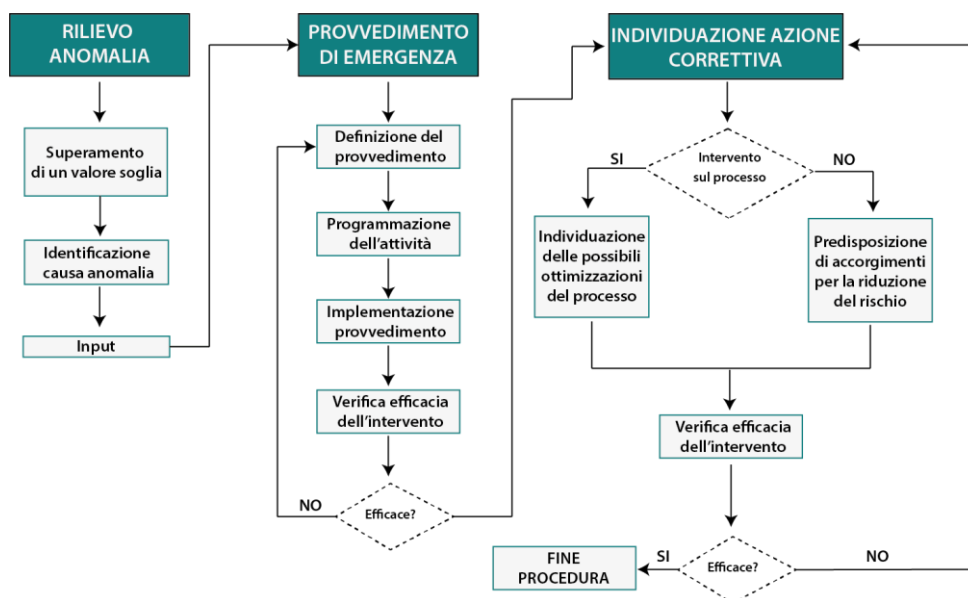 RILIEVO
ANOMALIA
Superamento
di un valore soglia
Identificazione
causa anomalia
Input
PROVVEDIMENTO
DI EMERGENZA
Definizione del
provvedimento
Programmazione
dell'attività
Implementazione
provvedimento
Verifica efficacia
dell'intervento
NO
Efficace?
INDIVIDUAZIONE AZIONE
CORRETTIVA
SI
Intervento
sul processo
NO
Individuazione
delle possibili
ottimizzazioni
del processo
Predisposizione
di accorgimenti
per la riduzione
del rischio
Verifica efficacia
dell'intervento
FINE
PROCEDURA
SI
Efficace?
NO